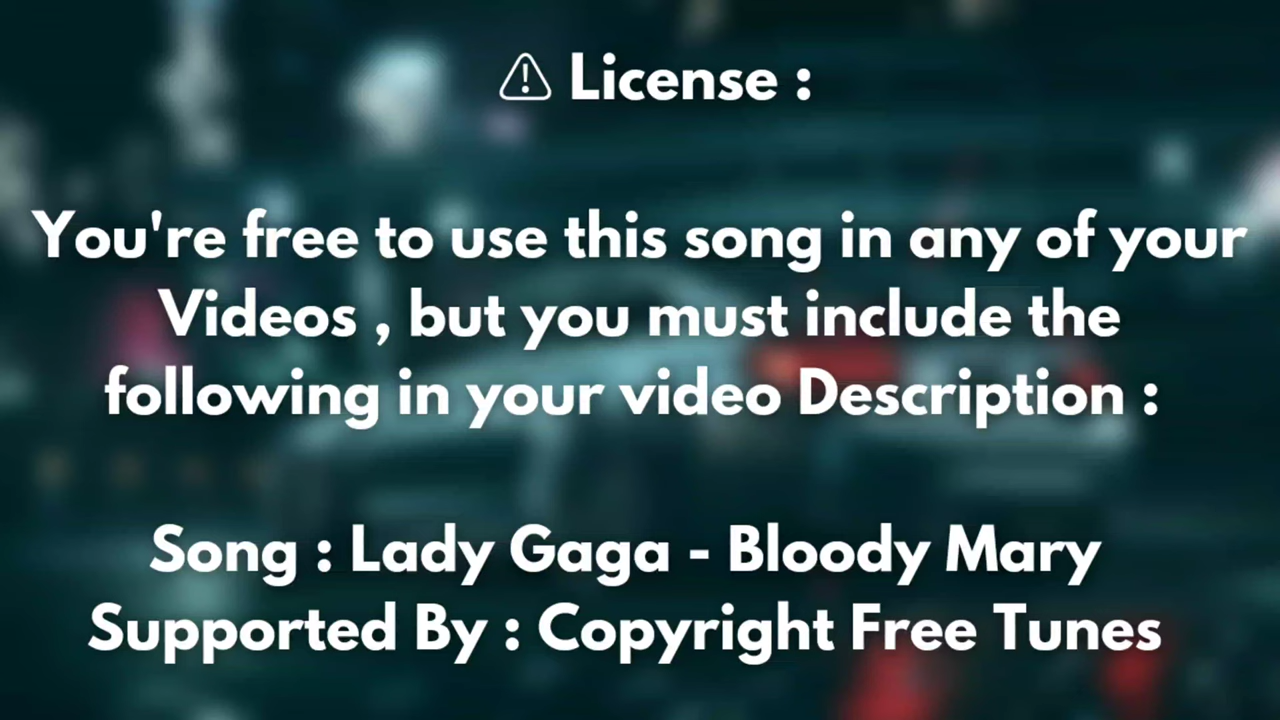 ⚠ License :
You're free to use this song in any of your
Videos , but you must include the
following in your video Description :
Song : Lady Gaga - Bloody Mary
Supported By : Copyright Free Tunes